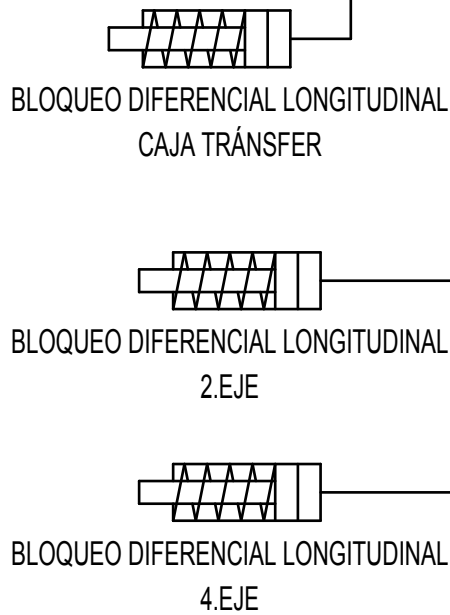 BLOQUEO DIFERENCIAL LONGITUDINAL
CAJA TRÁNSFER
BLOQUEO DIFERENCIAL LONGITUDINAL
2.EJE
BLOQUEO DIFERENCIAL LONGITUDINAL
4.EJE